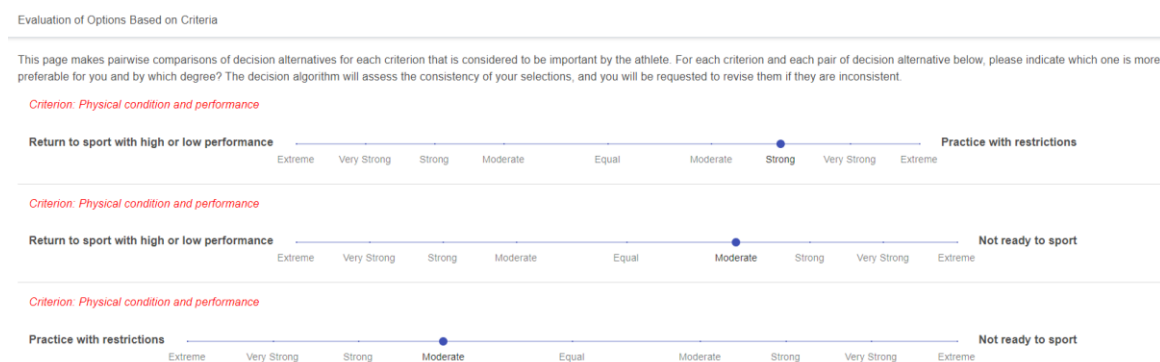 Evaluation of Options Based on Criteria
This page makes pairwise comparisons of decision alternatives for each criterion that is considered to be important by the athlete. For each criterion and each pair of decision alternative below, please indicate which one is more
preferable for you and by which degree? The decision algorithm will assess the consistency of your selections, and you will be requested to revise them if they are inconsistent.
Criterion: Physical condition and performance
Return to sport with high or low performance Practice with restrictions
Extreme Very Strong Strong Moderate Equal Moderate Strong Very Strong Extreme
Criterion: Physical condition and performance
Return to sport with high or low performance Not ready to sport
Extreme Very Strong Strong Moderate Equal Moderate Strong Very Strong Extreme
Criterion: Physical condition and performance
Practice with restrictions Not ready to sport
Extreme Very Strong Strong Moderate Equal Moderate Strong Very Strong Extreme